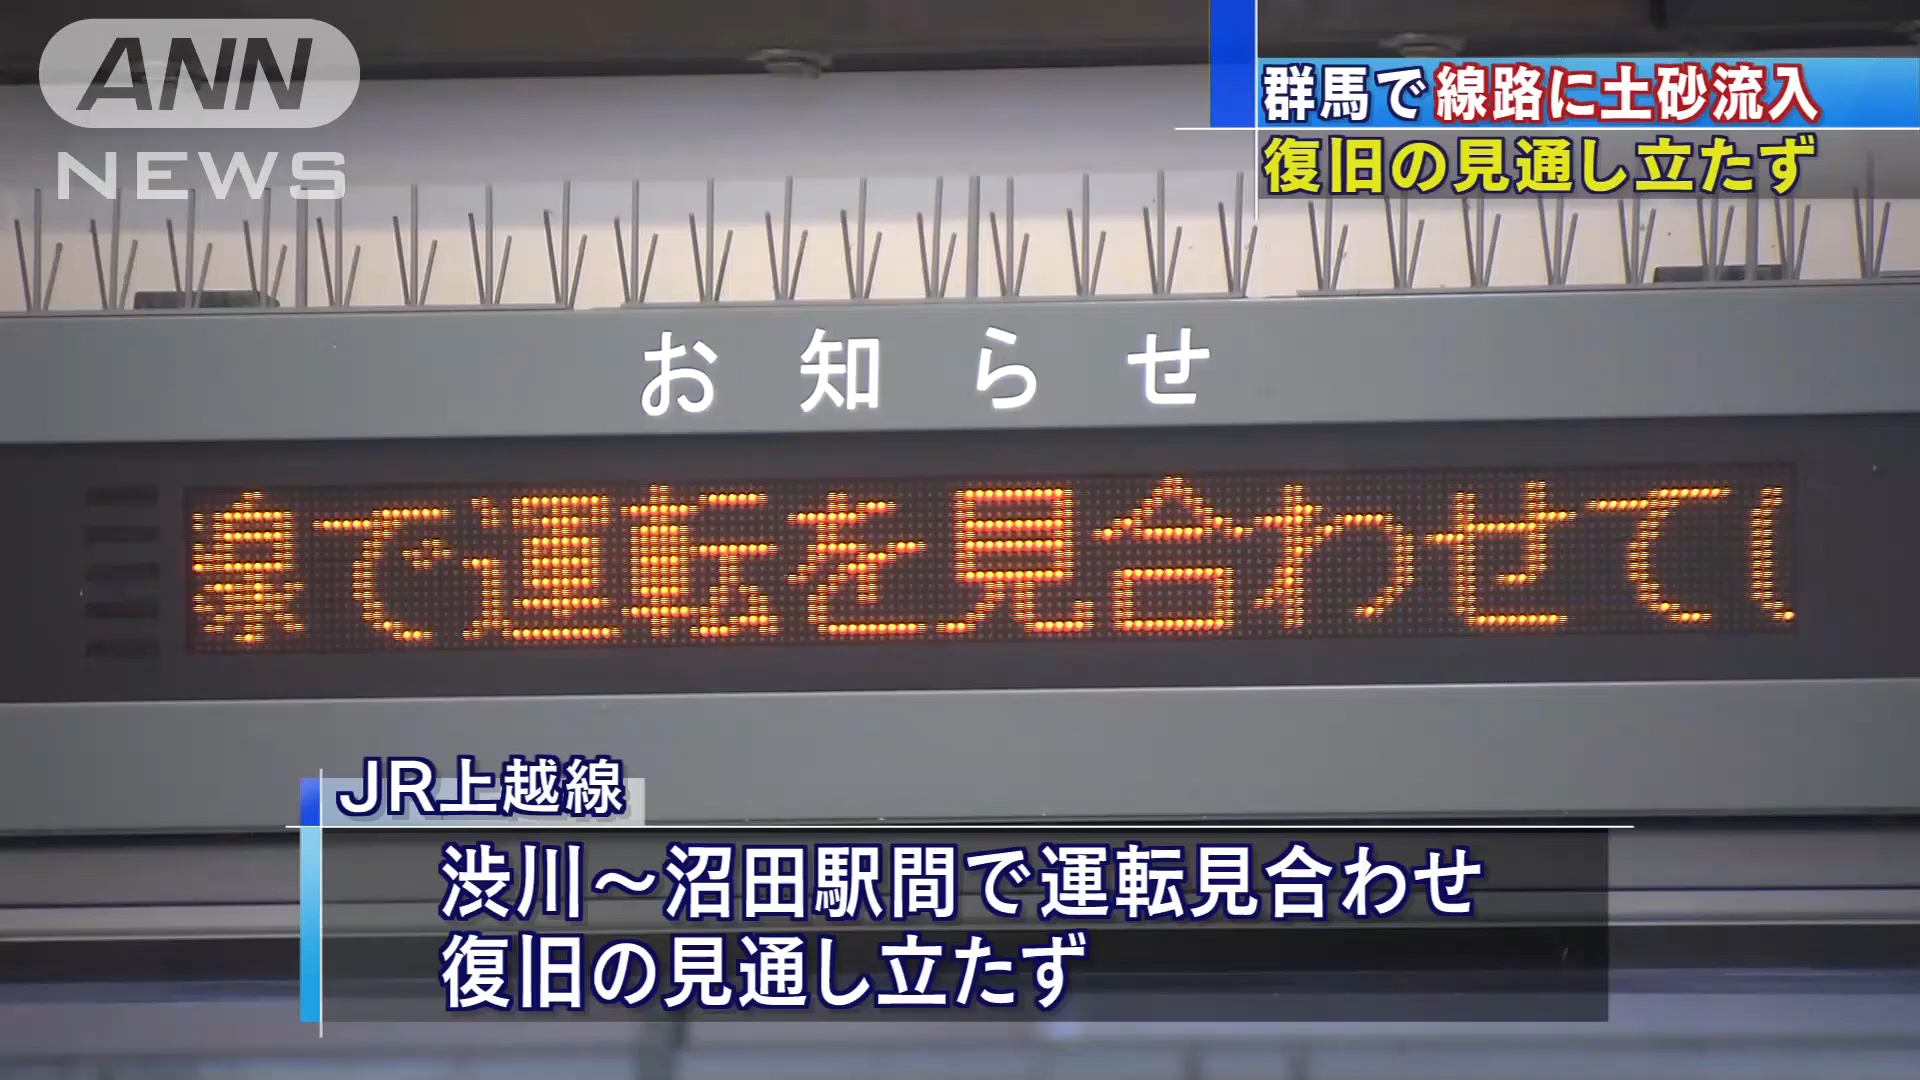 ANN
NEWS
群馬で線路に土砂流入
復旧の見通し立たず
お知らせ
で運転を見合わせて
JR上越線
渋川～沼田駅間で運転見合わせ
復旧の見通し立たず